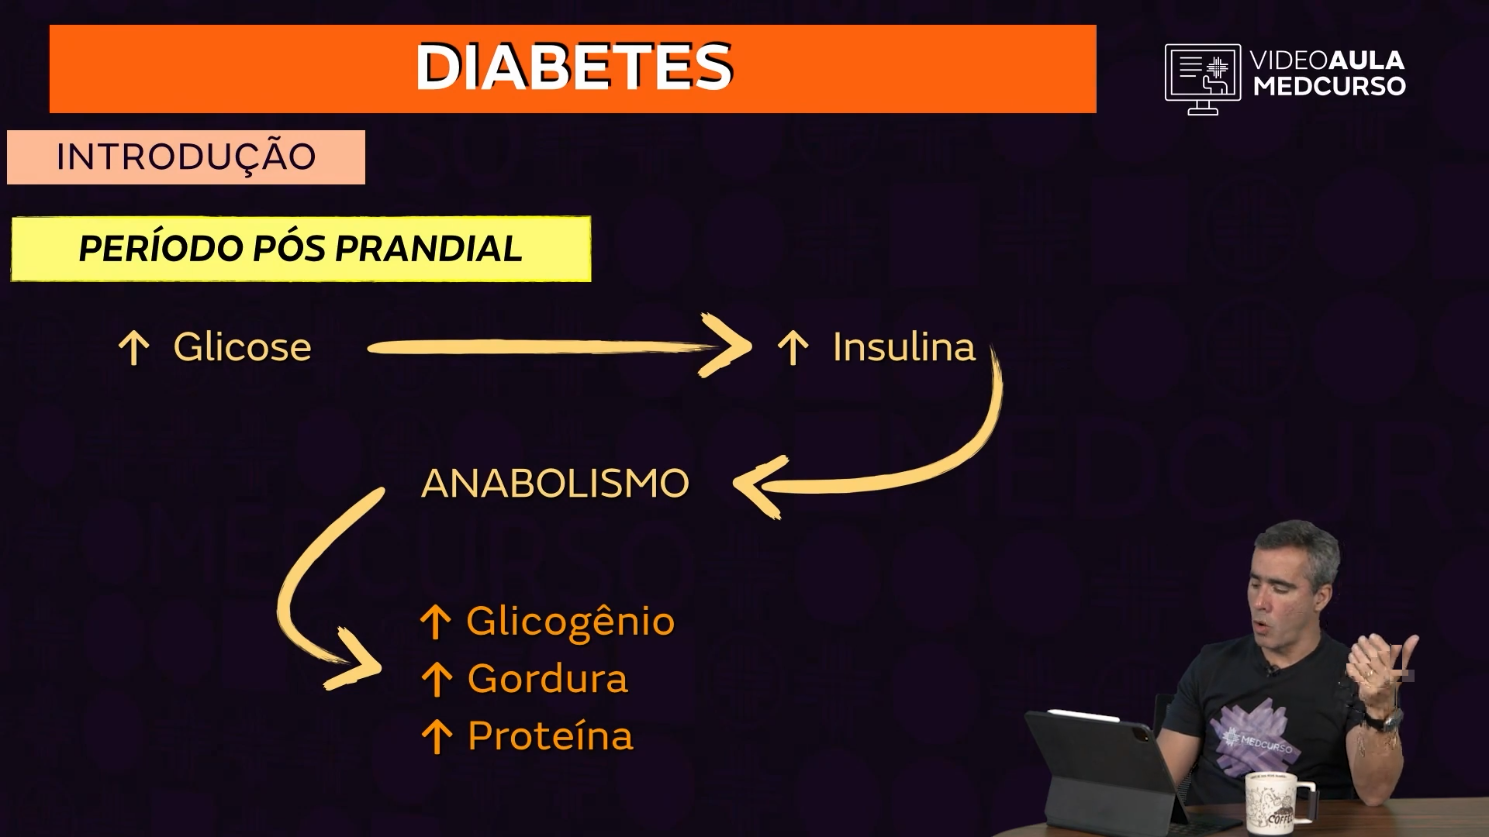 DIABETES
VIDEOAULA
MEDCURSO
INTRODUÇÃO
PERÍODO PÓS PRANDIAL
↑ Glicose
↑ Insulina
ANABOLISMO
↑ Glicogênio
↑ Gordura
↑ Proteína
MEDCURSO
COFFEE